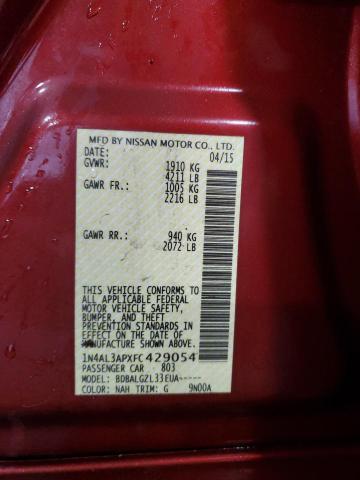 MFD BY NISSAN MOTOR CO., LTD.
DATE: 04/15
GVWR: 1910 KG
4211 LB
GAWR FR.: 1005 KG
2216 LB
GAWR RR.: 940 KG
2072 LB
THIS VEHICLE CONFORMS TO
ALL APPLICABLE FEDERAL
MOTOR VEHICLE SAFETY,
BUMPER, AND THEFT
PREVENTION STANDARDS
IN EFFECT ON THE DATE OF
MANUFACTURE SHOWN ABOVE.
1N4AL3APXFC429054
PASSENGER CAR 803
MODEL: BDBALGZL33EUA-----
COLOR: NAH TRIM: G 9N00A